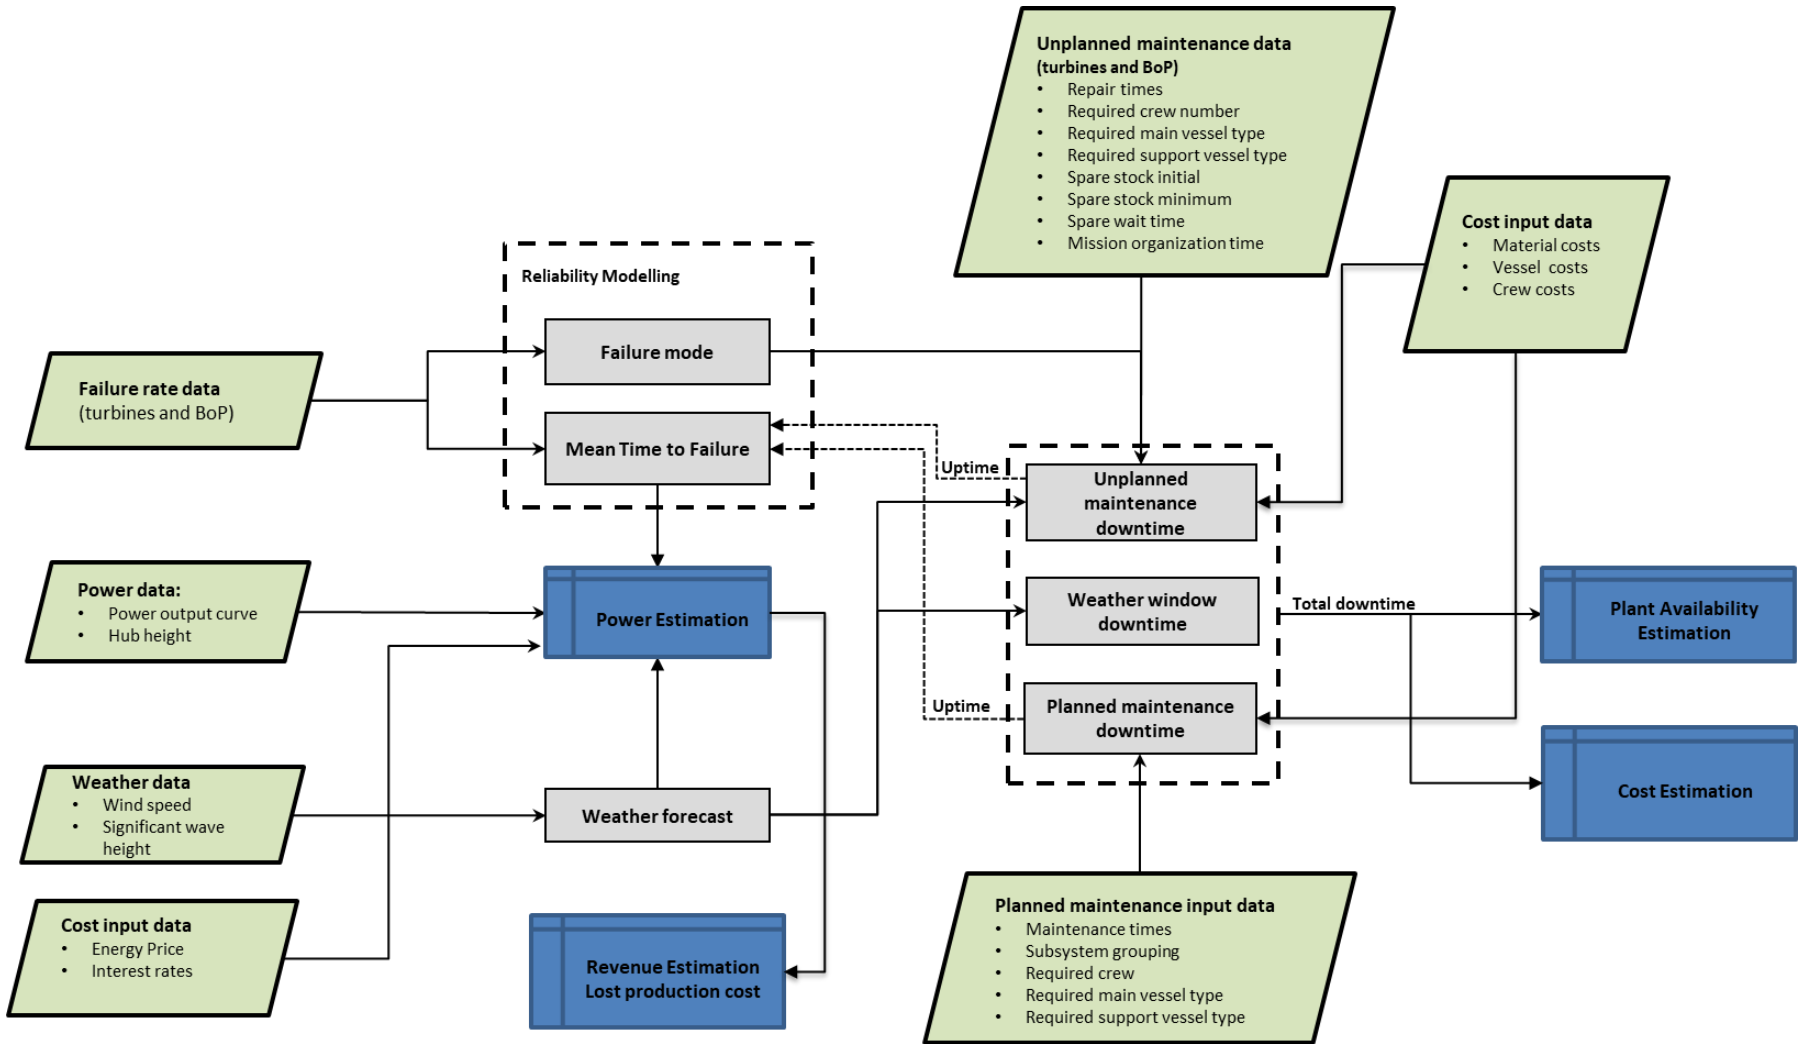 Unplanned maintenance data
(turbines and BoP)
• Repair times
• Required crew number
• Required main vessel type
• Required support vessel type
• Spare stock initial
• Spare stock minimum
• Spare wait time
• Mission organization time
Cost input data
• Material costs
• Vessel costs
• Crew costs
Reliability Modelling
Failure mode
Mean Time to Failure
Failure rate data
(turbines and BoP)
Uptime
Unplanned
maintenance
downtime
Weather window
downtime
Uptime
Planned maintenance
downtime
Total downtime
Plant Availability
Estimation
Cost Estimation
Power data:
• Power output curve
• Hub height
Power Estimation
Weather data
• Wind speed
• Significant wave
height
Weather forecast
Cost input data
• Energy Price
• Interest rates
Revenue Estimation
Lost production cost
Planned maintenance input data
• Maintenance times
• Subsystem grouping
• Required crew
• Required main vessel type
• Required support vessel type